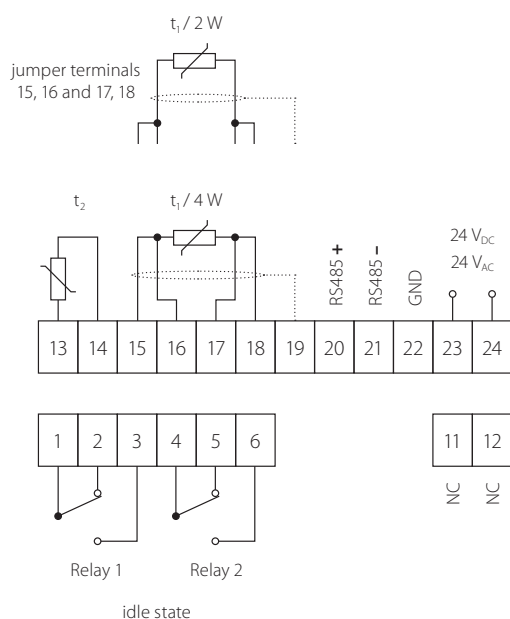 t₁ / 2 W
jumper terminals
15, 16 and 17, 18
t₂
t₁ / 4 W
RS485 +
RS485 –
GND
24 V_DC
24 V_AC
13 14 15 16 17 18 19 20 21 22 23 24
1 2 3 4 5 6 11 12
NC
NC
Relay 1 Relay 2
idle state